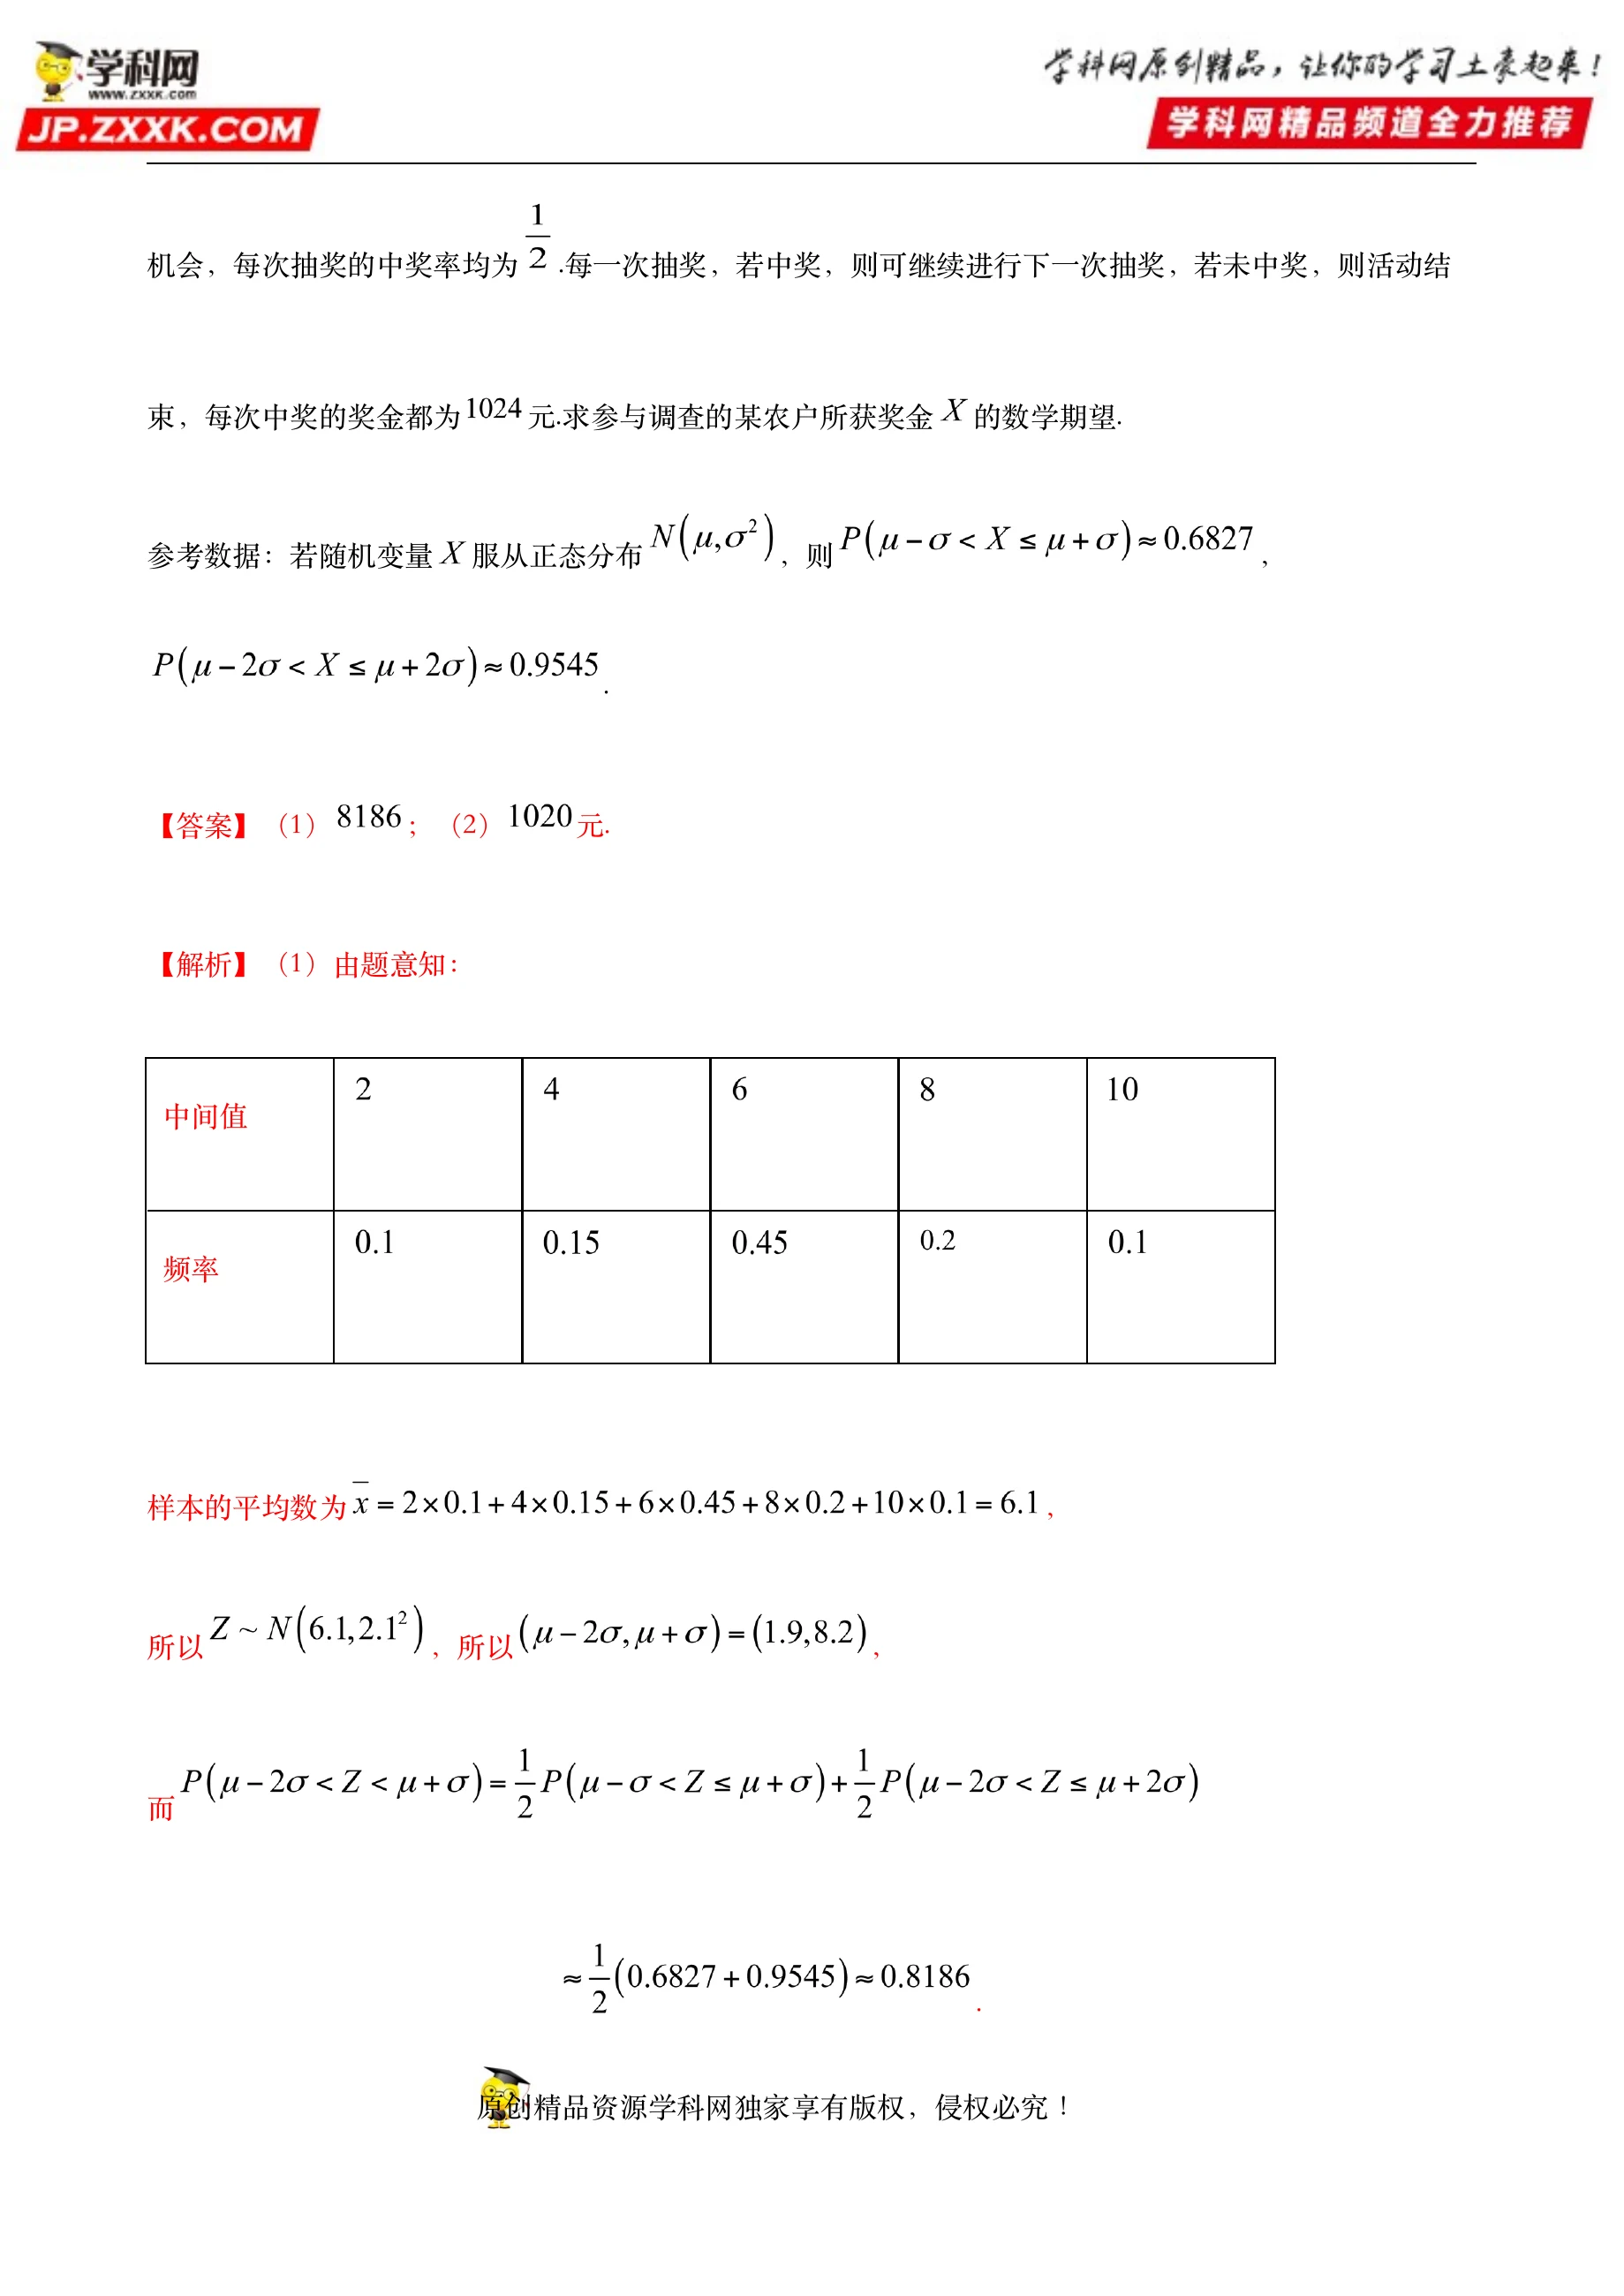 学科网
www.zxxk.com
JP.ZXXK.COM
学科网原创精品，让你的学习土豪起来！
学科网精品频道全力推荐
机会，每次抽奖的中奖率均为 1/2 .每一次抽奖，若中奖，则可继续进行下一次抽奖，若未中奖，则活动结
束，每次中奖的奖金都为1024元.求参与调查的某农户所获奖金 X 的数学期望.
参考数据：若随机变量 X 服从正态分布 N(μ,σ²)，则 P(μ−σ<X≤μ+σ)≈0.6827，
P(μ−2σ<X≤μ+2σ)≈0.9545.
【答案】（1）8186；（2）1020元.
【解析】（1）由题意知：
中间值 2 4 6 8 10
频率 0.1 0.15 0.45 0.2 0.1
样本的平均数为 x̄=2×0.1+4×0.15+6×0.45+8×0.2+10×0.1=6.1，
所以 Z~N(6.1,2.1²)，所以(μ−2σ,μ+σ)=(1.9,8.2)，
而 P(μ−2σ<Z<μ+σ)=1/2P(μ−σ<Z≤μ+σ)+1/2P(μ−2σ<Z≤μ+2σ)
≈1/2(0.6827+0.9545)≈0.8186.
原创精品资源学科网独家享有版权，侵权必究！